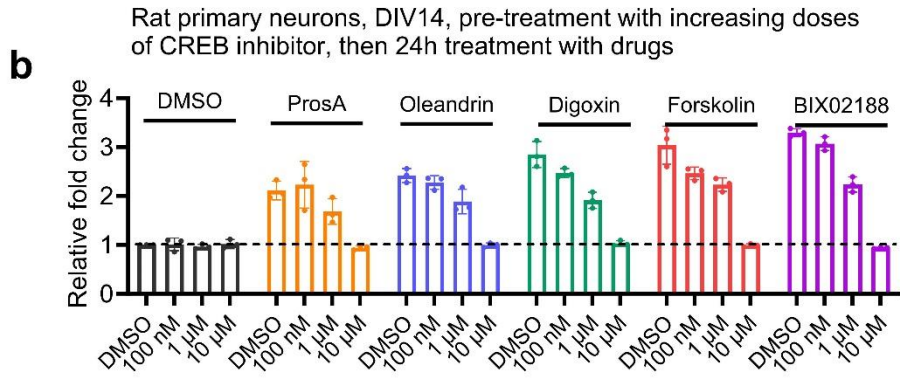 Rat primary neurons, DIV14, pre-treatment with increasing doses
of CREB inhibitor, then 24h treatment with drugs
b
DMSO ProsA Oleandrin Digoxin Forskolin BIX02188
Relative fold change
4
3
2
1
0
DMSO 100 nM 1 μM 10 μM DMSO 100 nM 1 μM 10 μM DMSO 100 nM 1 μM 10 μM DMSO 100 nM 1 μM 10 μM DMSO 100 nM 1 μM 10 μM DMSO 100 nM 1 μM 10 μM